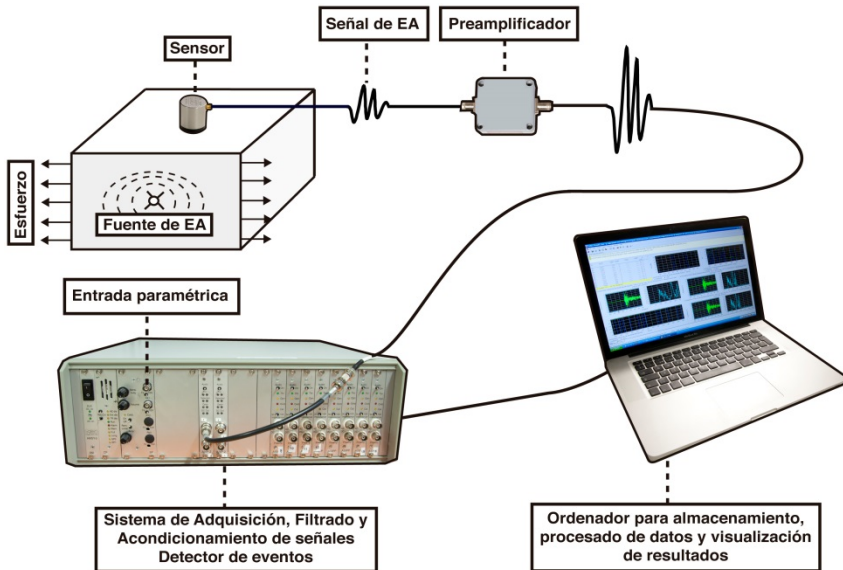 Señal de EA
Preamplificador
Sensor
Esfuerzo
Fuente de EA
Entrada paramétrica
Sistema de Adquisición, Filtrado y
Acondicionamiento de señales
Detector de eventos
Ordenador para almacenamiento,
procesado de datos y visualización
de resultados